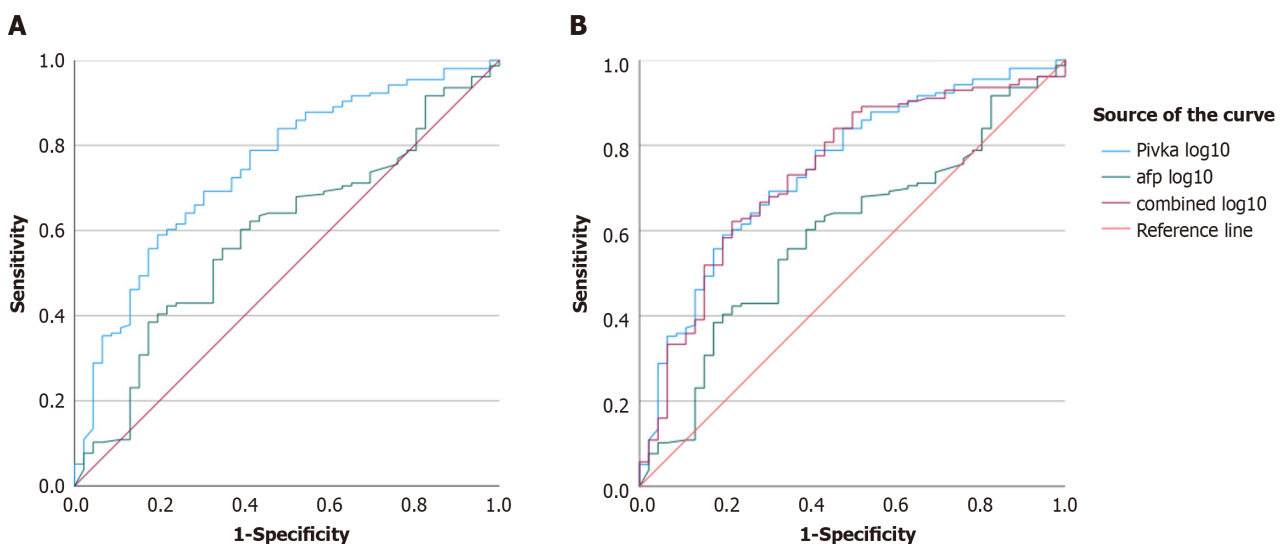 A
1.0
0.8
0.6
0.4
0.2
0.0
Sensitivity
0.0 0.2 0.4 0.6 0.8 1.0
1-Specificity
B
1.0
0.8
0.6
0.4
0.2
0.0
Sensitivity
0.0 0.2 0.4 0.6 0.8 1.0
1-Specificity
Source of the curve
Pivka log10
afp log10
combined log10
Reference line